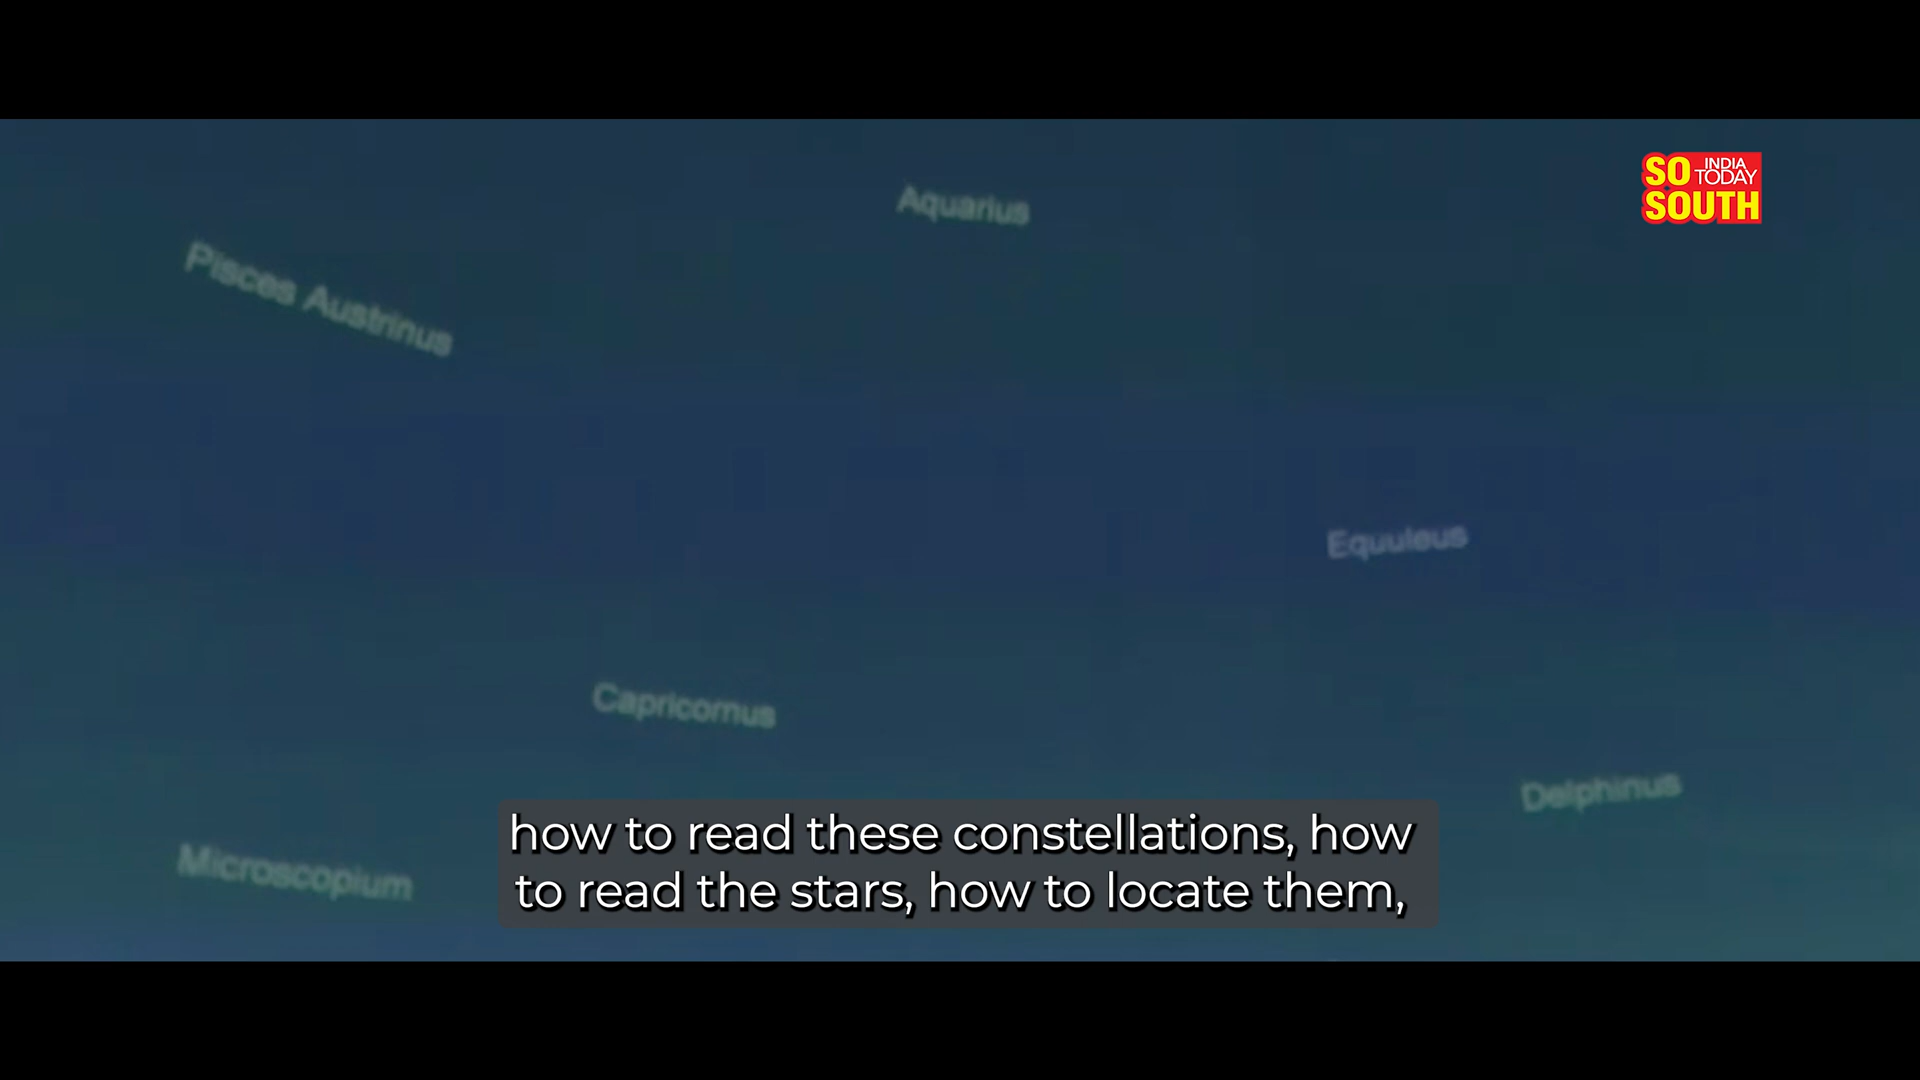 Aquarius
SO INDIA TODAY
SOUTH
Pisces Austrinus
Equuleus
Capricornus
Delphinus
Microscopium
how to read these constellations, how
to read the stars, how to locate them,